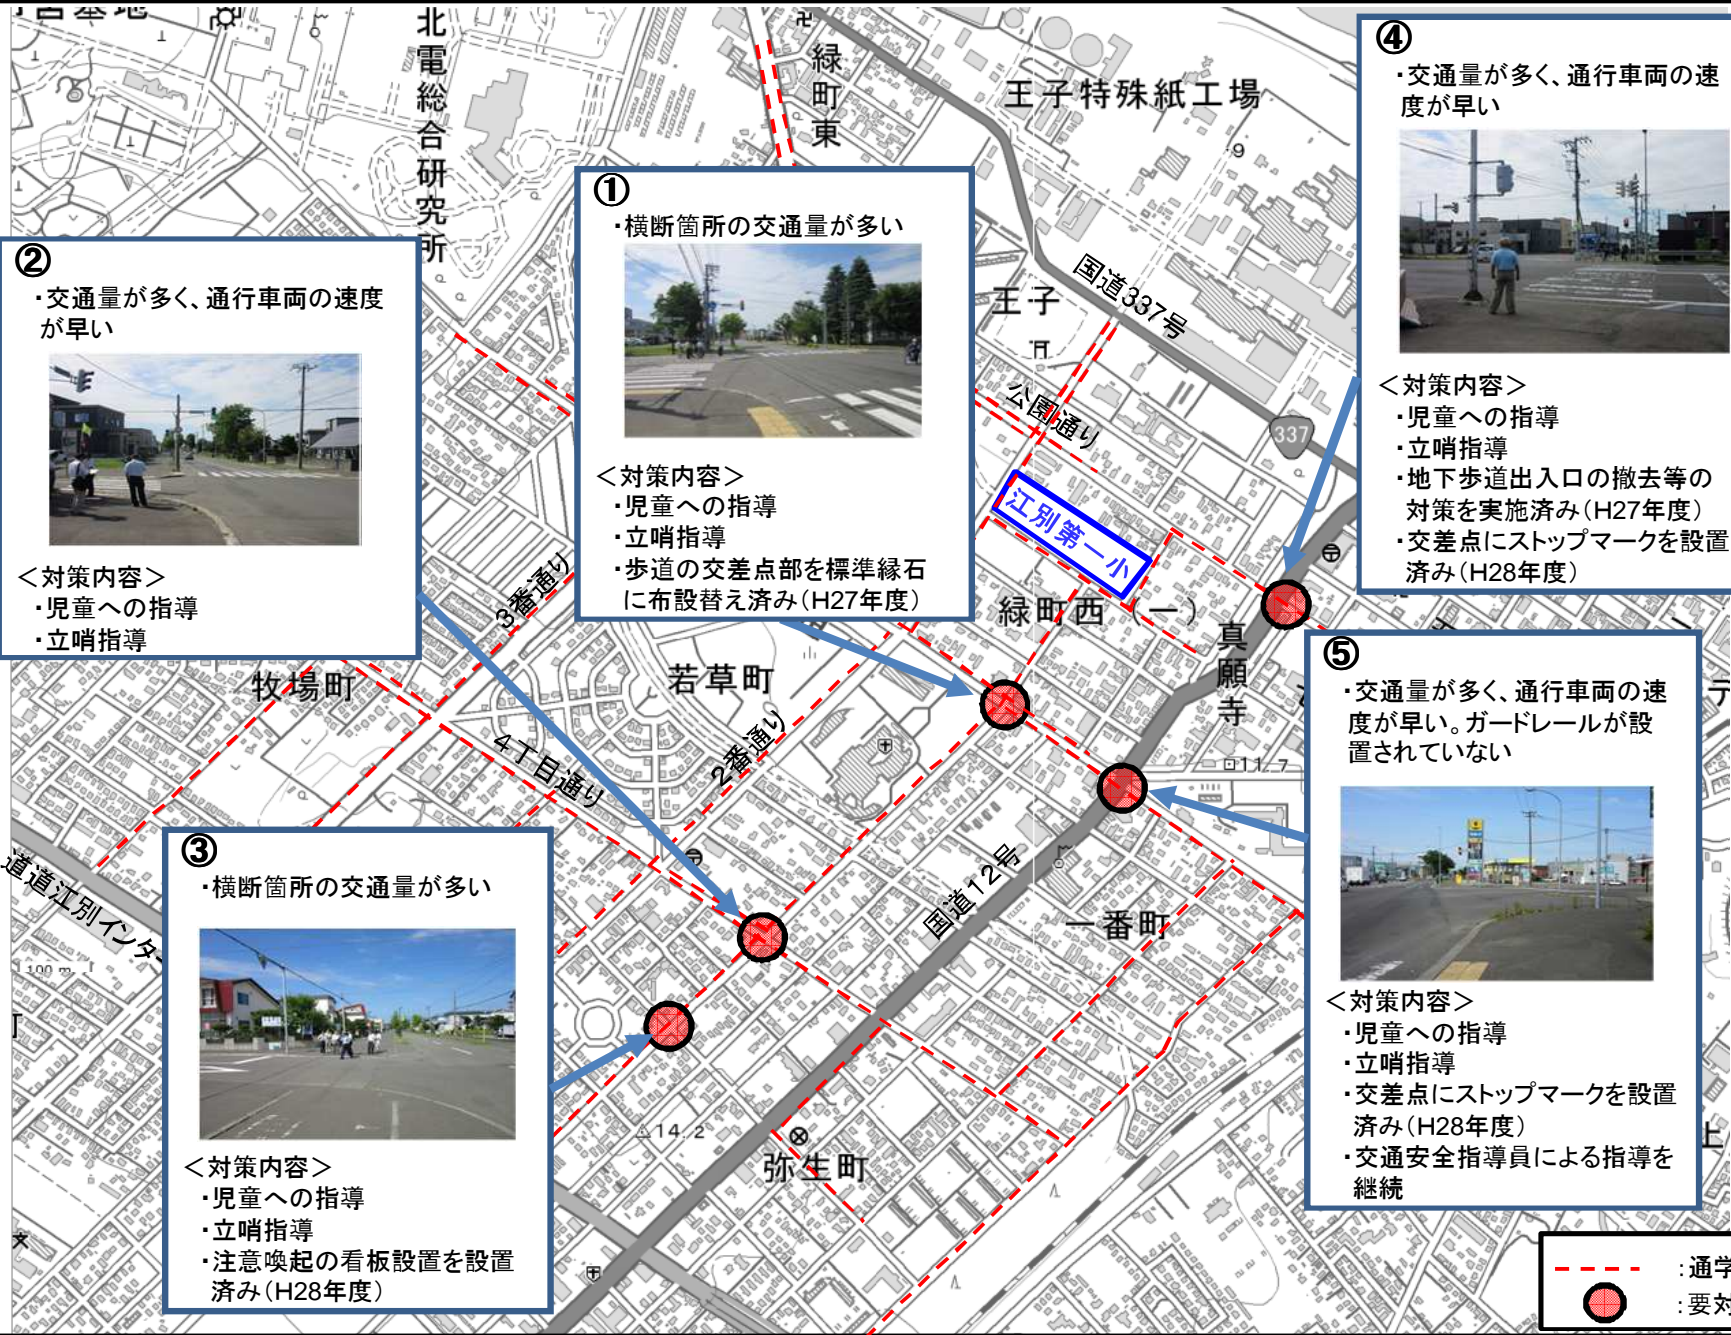 北電総合研究所
緑町東
王子特殊紙工場
9
王子
国道337号
公園通り
337
江別第一小
緑町西(一)
真願寺
3番通り
若草町
牧場町
2番通り
4丁目通り
11.7
国道12号
一番町
道道江別インター
100 m
14.2
弥生町
①
・横断箇所の交通量が多い
<対策内容>
・児童への指導
・立哨指導
・歩道の交差点部を標準縁石
に布設替え済み(H27年度)
②
・交通量が多く、通行車両の速度
が早い
<対策内容>
・児童への指導
・立哨指導
③
・横断箇所の交通量が多い
<対策内容>
・児童への指導
・立哨指導
・注意喚起の看板設置を設置
済み(H28年度)
④
・交通量が多く、通行車両の速
度が早い
<対策内容>
・児童への指導
・立哨指導
・地下歩道出入口の撤去等の
対策を実施済み(H27年度)
・交差点にストップマークを設置
済み(H28年度)
⑤
・交通量が多く、通行車両の速
度が早い。ガードレールが設
置されていない
<対策内容>
・児童への指導
・立哨指導
・交差点にストップマークを設置
済み(H28年度)
・交通安全指導員による指導を
継続
上
:通学
:要対